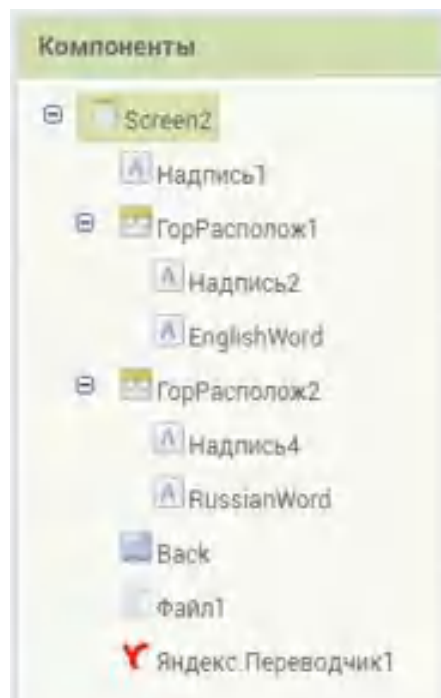 Компоненты
Screen2
Надпись1
ГорРасполож1
Надпись2
EnglishWord
ГорРасполож2
Надпись4
RussianWord
Back
Файл1
Яндекс.Переводчик1